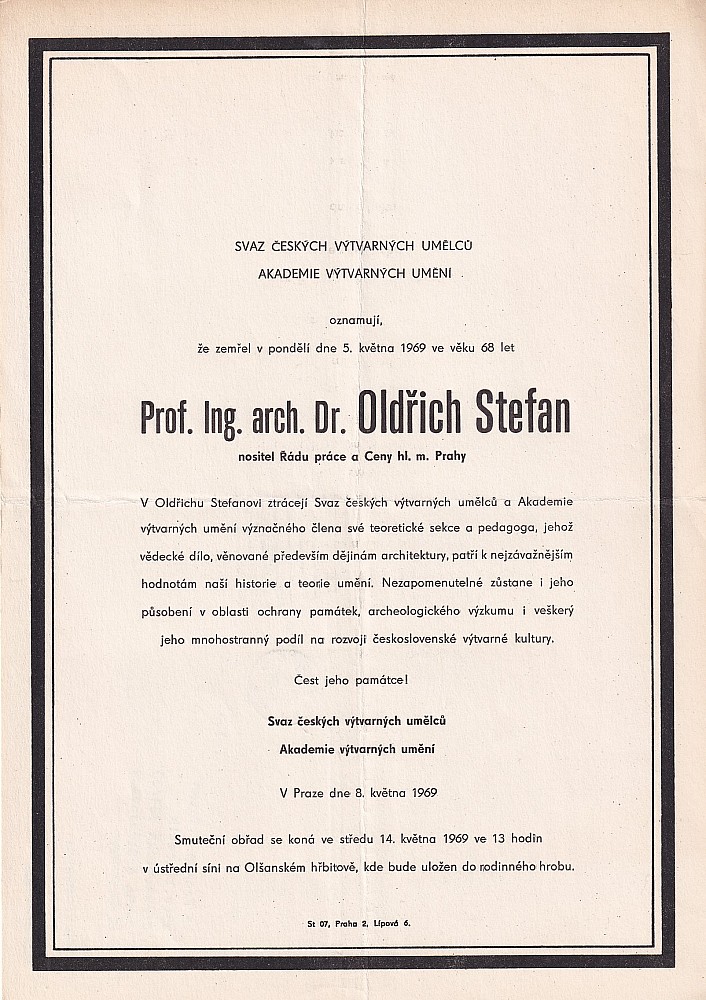 SVAZ ČESKÝCH VÝTVARNÝCH UMĚLCŮ
AKADEMIE VÝTVARNÝCH UMĚNÍ
oznamují,
že zemřel v pondělí dne 5. května 1969 ve věku 68 let
Prof. Ing. arch. Dr. Oldřich Stefan
nositel Řádu práce a Ceny hl. m. Prahy
V Oldřichu Stefanovi ztrácejí Svaz českých výtvarných umělců a Akademie
výtvarných umění význačného člena své teoretické sekce a pedagoga, jehož
vědecké dílo, věnované především dějinám architektury, patří k nejzávažnějším
hodnotám naší historie a teorie umění. Nezapomenutelné zůstane i jeho
působení v oblasti ochrany památek, archeologického výzkumu i veškerý
jeho mnohostranný podíl na rozvoji československé výtvarné kultury.
Čest jeho památce!
Svaz českých výtvarných umělců
Akademie výtvarných umění
V Praze dne 8. května 1969
Smuteční obřad se koná ve středu 14. května 1969 ve 13 hodin
v ústřední síni na Olšanském hřbitově, kde bude uložen do rodinného hrobu.
St 07, Praha 2, Lípová 6.